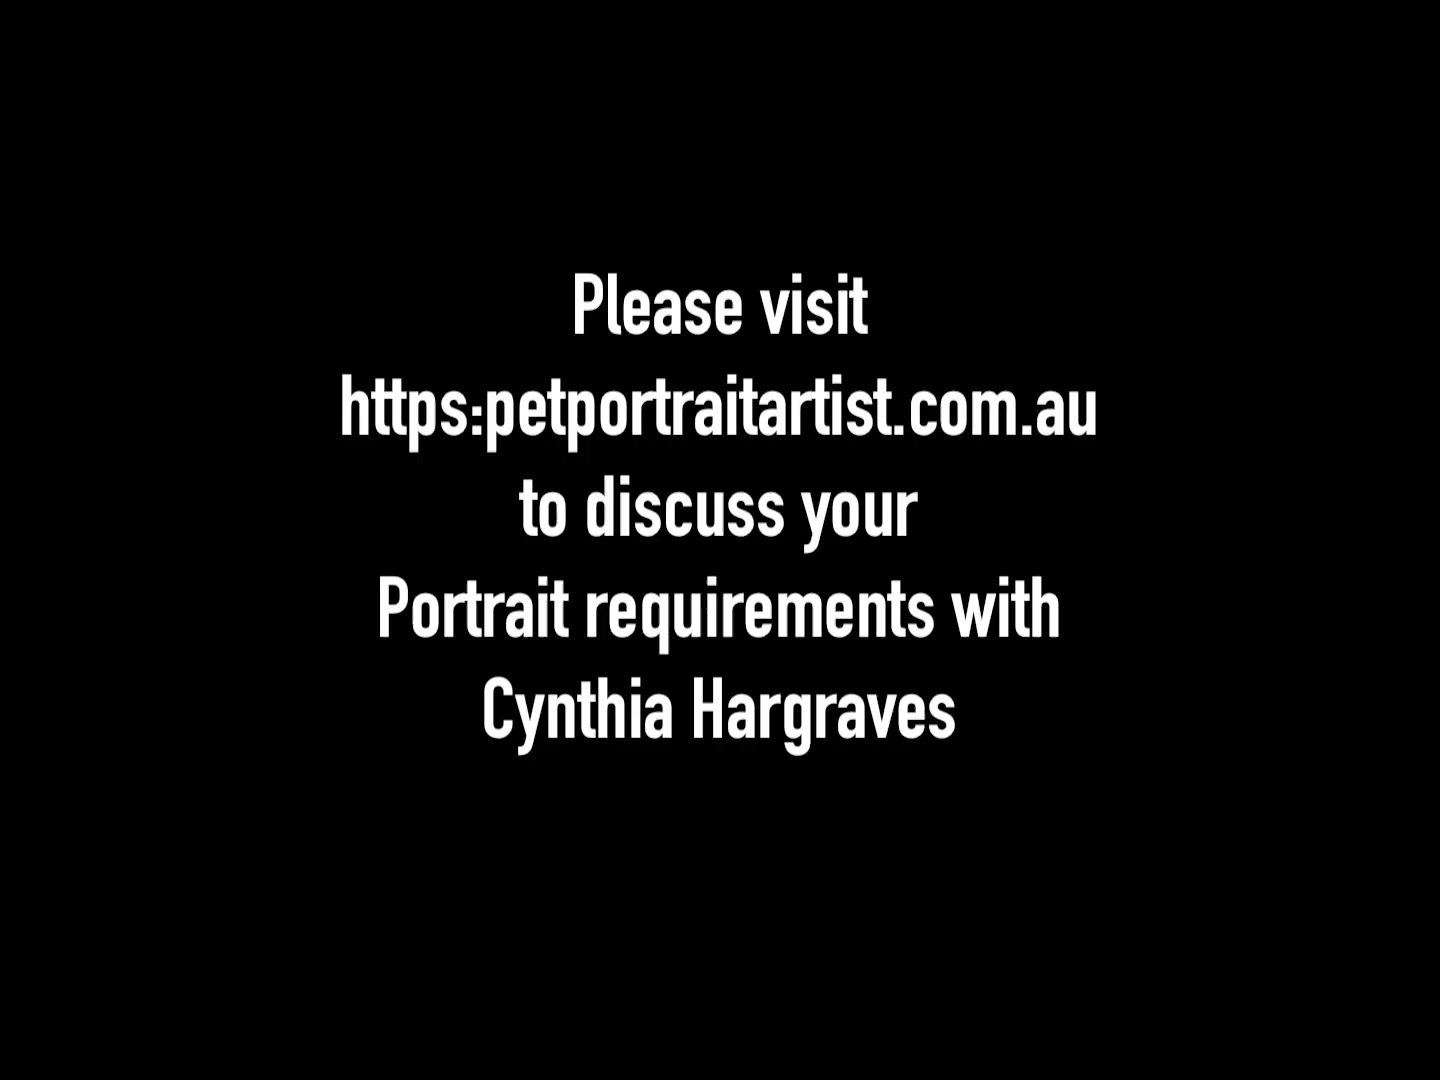 Please visit
https:petportraitartist.com.au
to discuss your
Portrait requirements with
Cynthia Hargraves